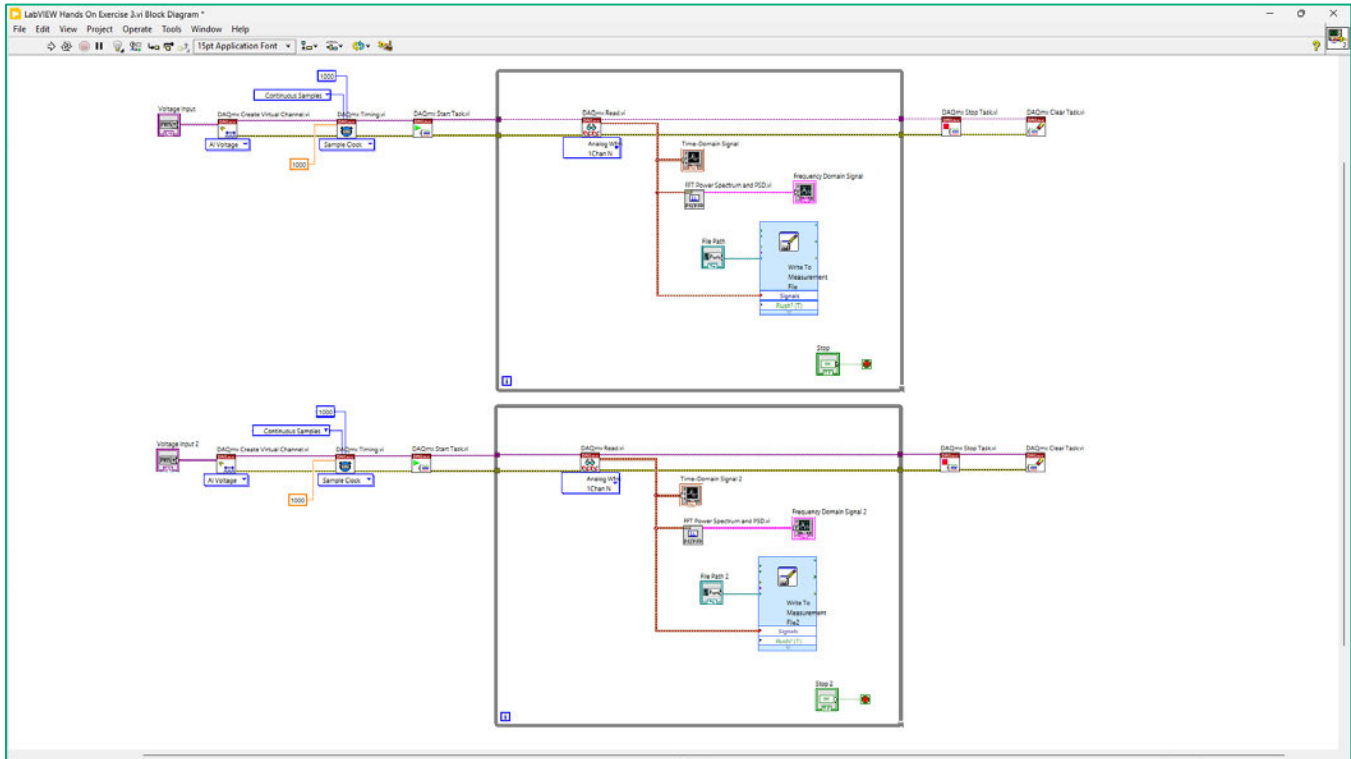 LabVIEW Hands On Exercise 3.vi Block Diagram *
File Edit View Project Operate Tools Window Help
15pt Application Font
2
1000
Continuous Samples
Voltage Input
DAQmx Create Virtual Channel.vi
DAQmx Timing.vi
DAQmx Start Task.vi
DAQmx Read.vi
DAQmx Stop Task.vi
DAQmx Clear Task.vi
AI Voltage
Sample Clock
1000
Analog Wfm
1Chan N
Time-Domain Signal
FFT Power Spectrum and PSD.vi
Frequency Domain Signal
File Path
Write To
Measurement
File
Signals
Flush? (T)
Stop
i
1000
Continuous Samples
Voltage Input 2
DAQmx Create Virtual Channel.vi
DAQmx Timing.vi
DAQmx Start Task.vi
DAQmx Read.vi
DAQmx Stop Task.vi
DAQmx Clear Task.vi
AI Voltage
Sample Clock
1000
Analog Wfm
1Chan N
Time-Domain Signal 2
FFT Power Spectrum and PSD.vi
Frequency Domain Signal 2
File Path 2
Write To
Measurement
File2
Signals
Flush? (T)
Stop 2
i